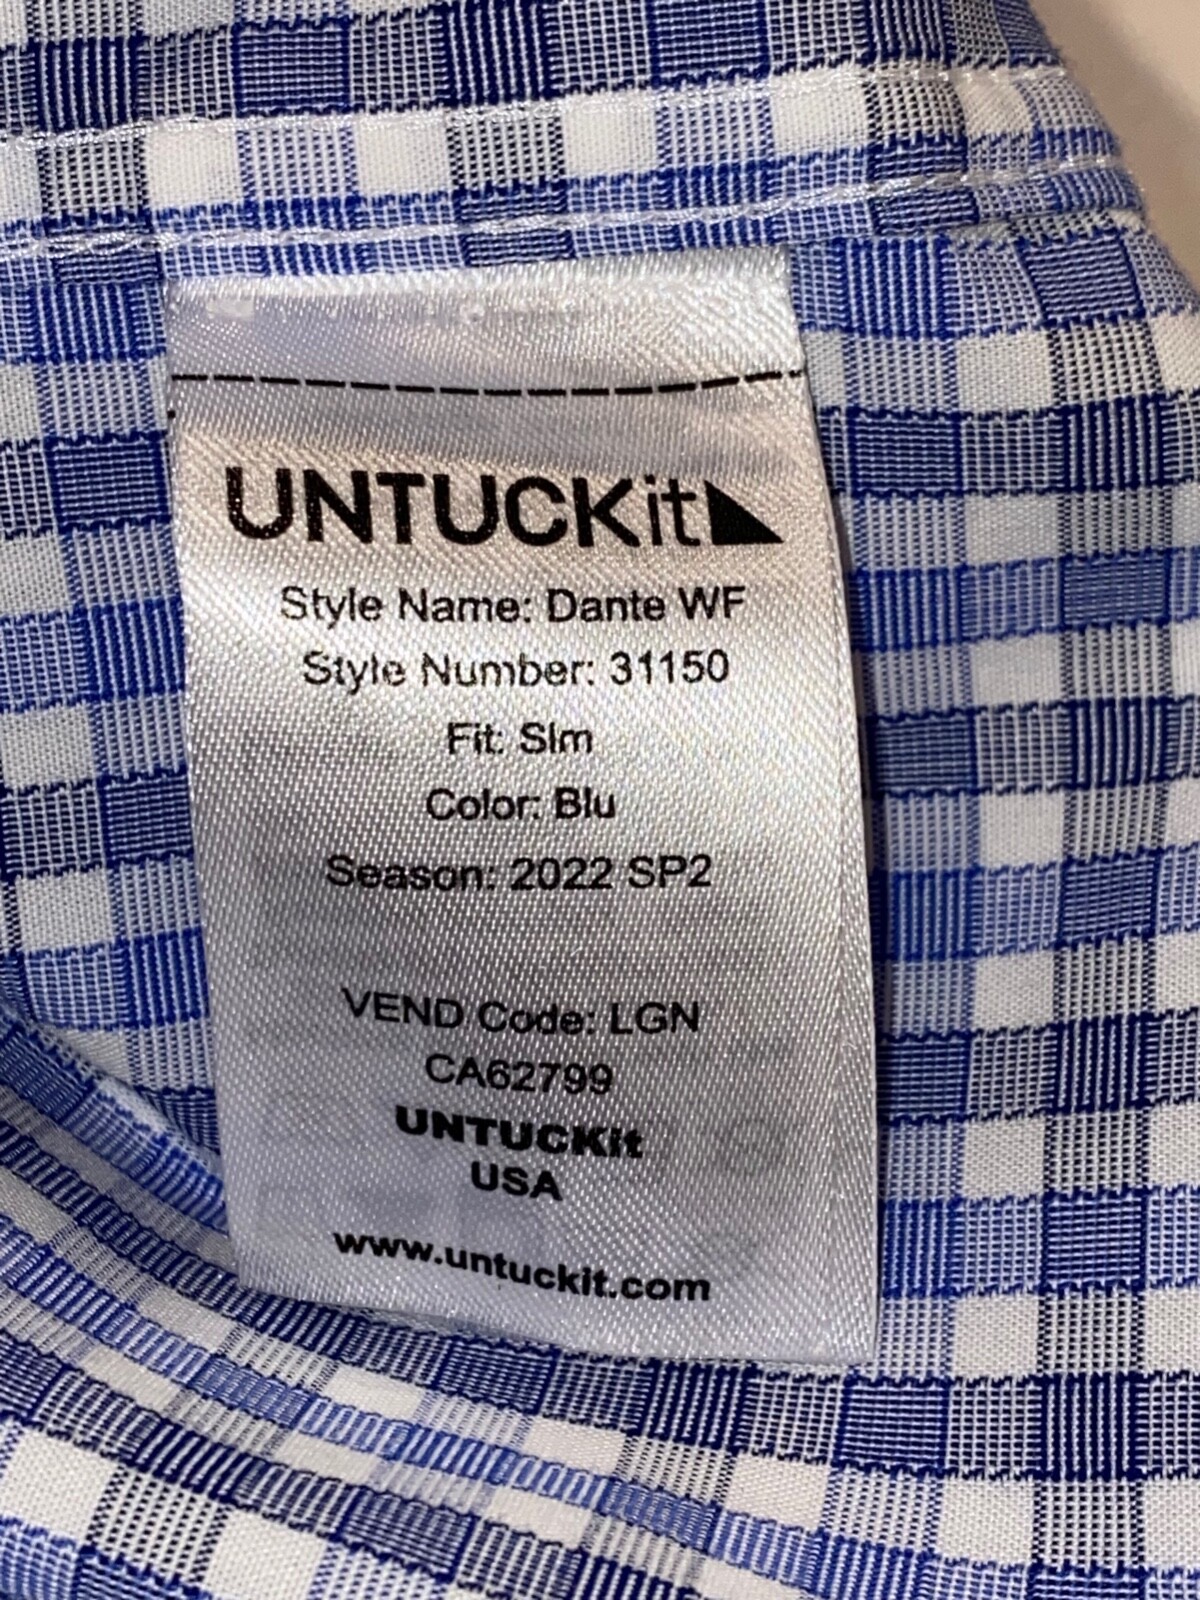 UNTUCKit
Style Name: Dante WF
Style Number: 31150
Fit: Slm
Color: Blu
Season: 2022 SP2
VEND Code: LGN
CA62799
UNTUCKit
USA
www.untuckit.com